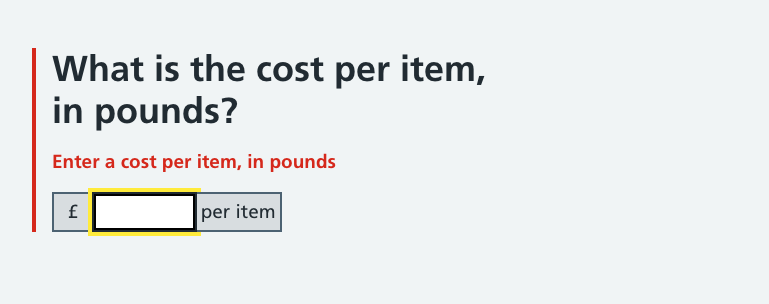 What is the cost per item,
in pounds?
Enter a cost per item, in pounds
£ per item